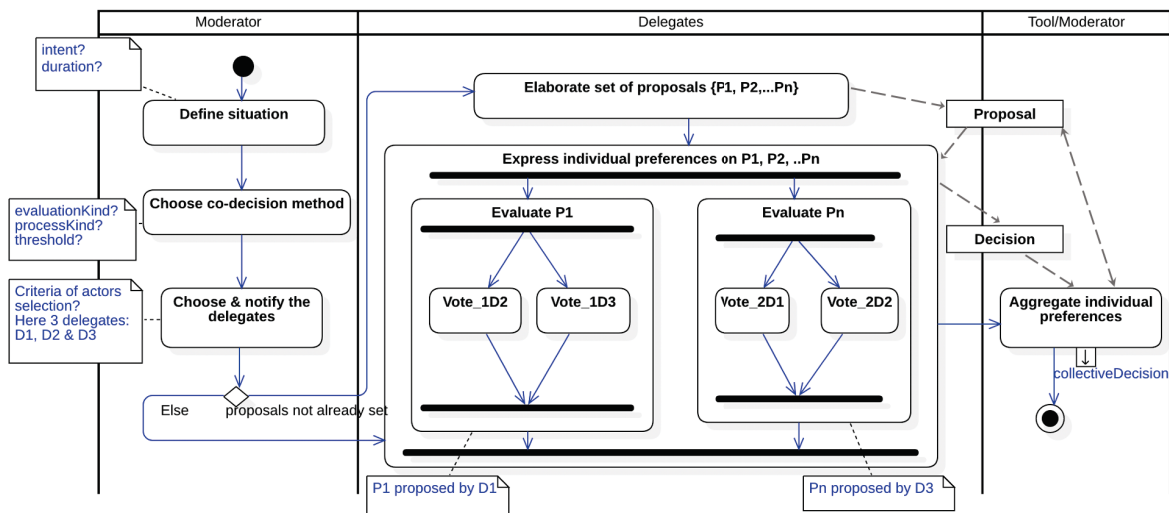 Moderator
Delegates
Tool/Moderator
intent?
duration?
Define situation
Elaborate set of proposals {P1, P2,...Pn}
Proposal
Express individual preferences on P1, P2, ..Pn
Choose co-decision method
evaluationKind?
processKind?
threshold?
Evaluate P1
Evaluate Pn
Decision
Criteria of actors
selection?
Here 3 delegates:
D1, D2 & D3
Choose & notify the
delegates
Vote_1D2
Vote_1D3
Vote_2D1
Vote_2D2
Aggregate individual
preferences
collectiveDecision
Else
proposals not already set
P1 proposed by D1
Pn proposed by D3